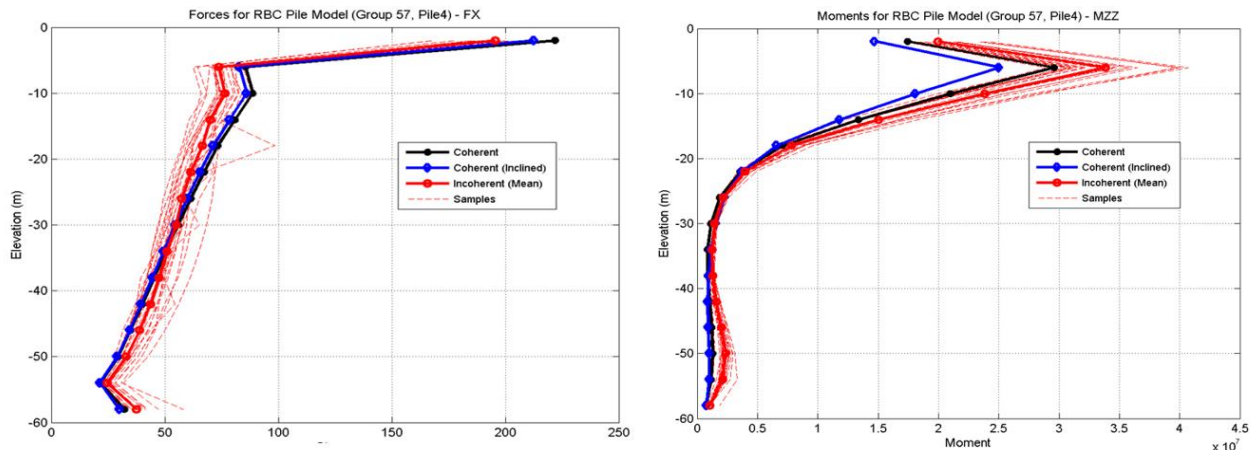 Forces for RBC Pile Model (Group 57, Pile4) - FX
0
-10
-20
-30
-40
-50
-60
Elevation (m)
Coherent
Coherent (Inclined)
Incoherent (Mean)
Samples
0 50 100 150 200 250
Moments for RBC Pile Model (Group 57, Pile4) - MZZ
0
-10
-20
-30
-40
-50
-60
Elevation (m)
Coherent
Coherent (Inclined)
Incoherent (Mean)
Samples
0 0.5 1 1.5 2 2.5 3 3.5 4 4.5
Moment
x 10⁷